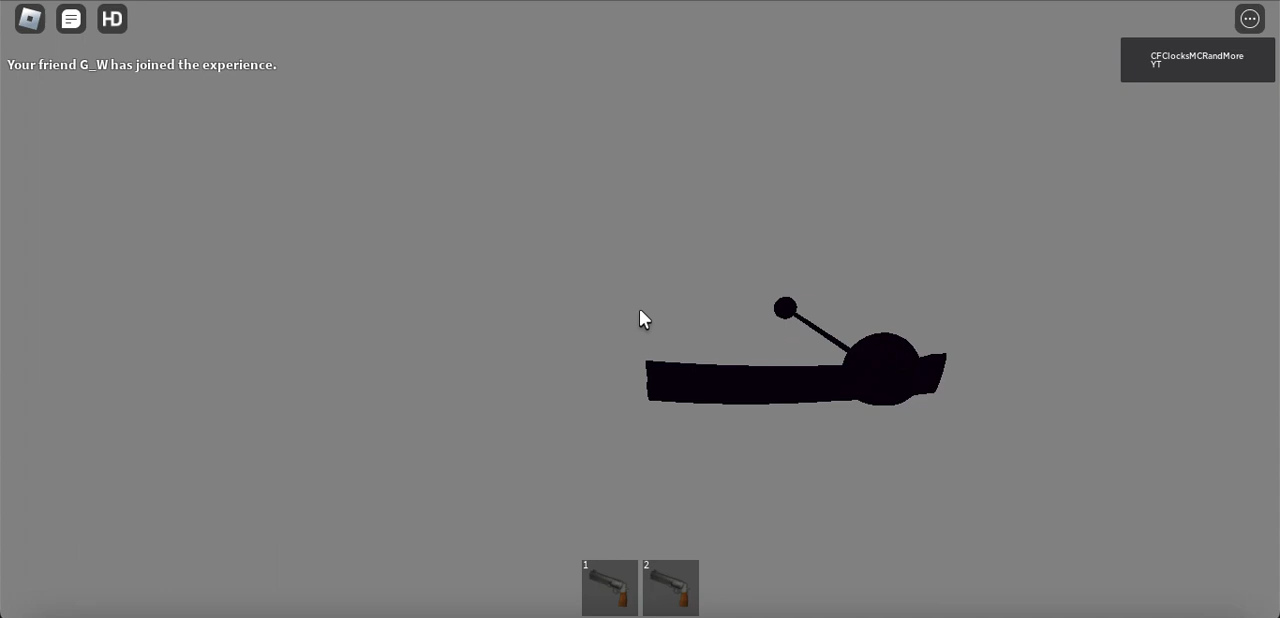 HD
Your friend G_W has joined the experience.
CFClocksMCRandMore
YT
1
2